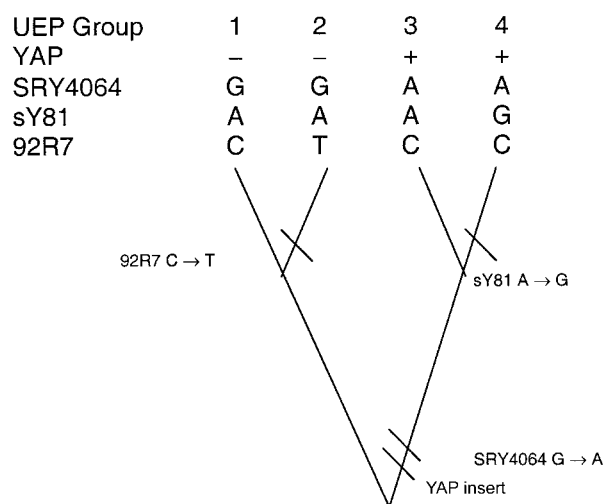 UEP Group 1 2 3 4
YAP – – + +
SRY4064 G G A A
sY81 A A A G
92R7 C T C C
92R7 C → T
sY81 A → G
SRY4064 G → A
YAP insert